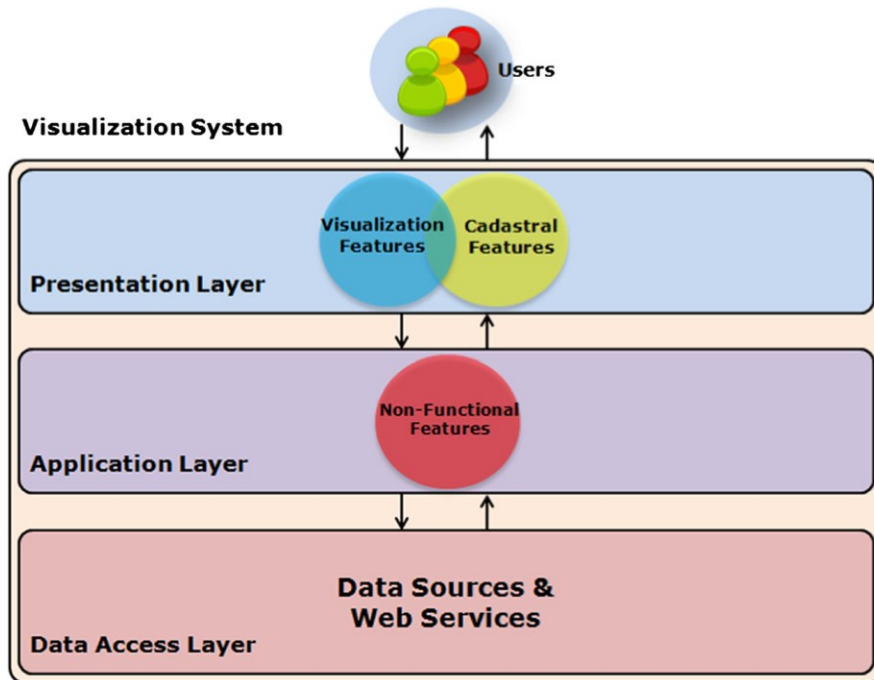 Users
Visualization System
Visualization
Features
Cadastral
Features
Presentation Layer
Non-Functional
Features
Application Layer
Data Sources &
Web Services
Data Access Layer